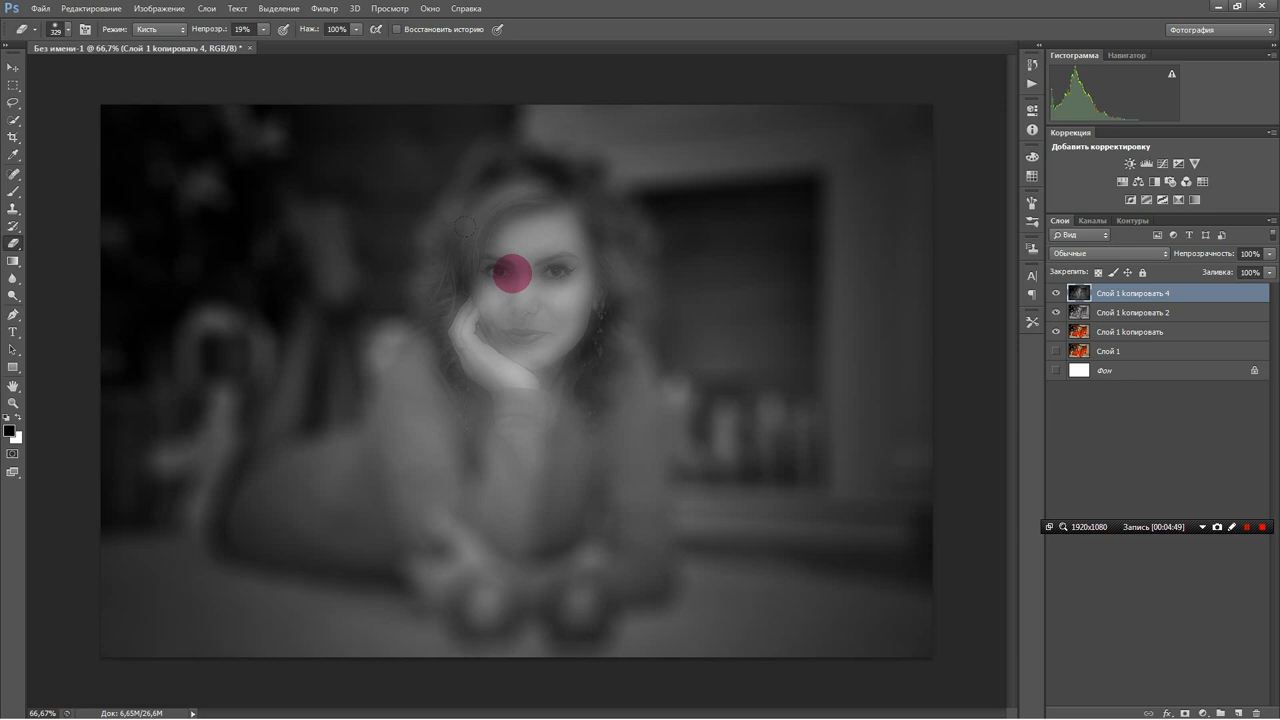 Ps Файл Редактирование Изображение Слои Текст Выделение Фильтр 3D Просмотр Окно Справка
329 Режим: Кисть Непрозр.: 19% Наж.: 100% Восстановить историю Фотография
Без имени-1 @ 66,7% (Слой 1 копировать 4, RGB/8) * ×
Гистограмма Навигатор
Коррекция
Добавить корректировку
Слои Каналы Контуры
Вид
Обычные Непрозрачность: 100%
Закрепить: Заливка: 100%
Слой 1 копировать 4
Слой 1 копировать 2
Слой 1 копировать
Слой 1
Фон
1920x1080 Запись [00:04:49]
66,67% Док: 6,65M/26,6M